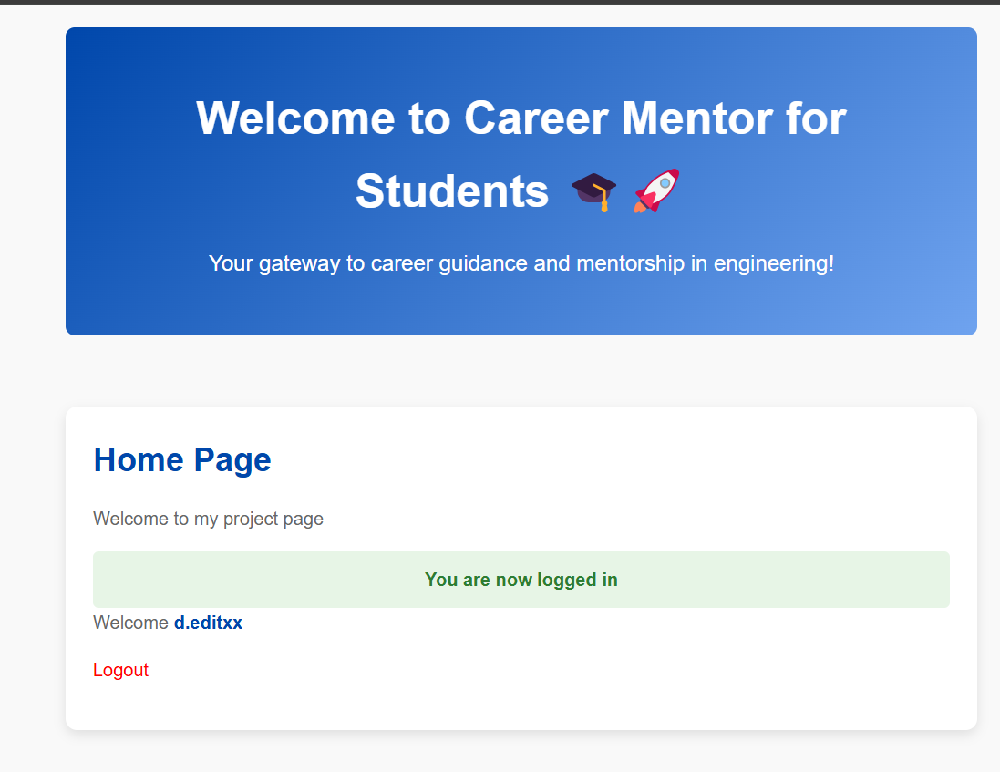 Welcome to Career Mentor for
Students 🎓 🚀
Your gateway to career guidance and mentorship in engineering!
Home Page
Welcome to my project page
You are now logged in
Welcome d.editxx
Logout